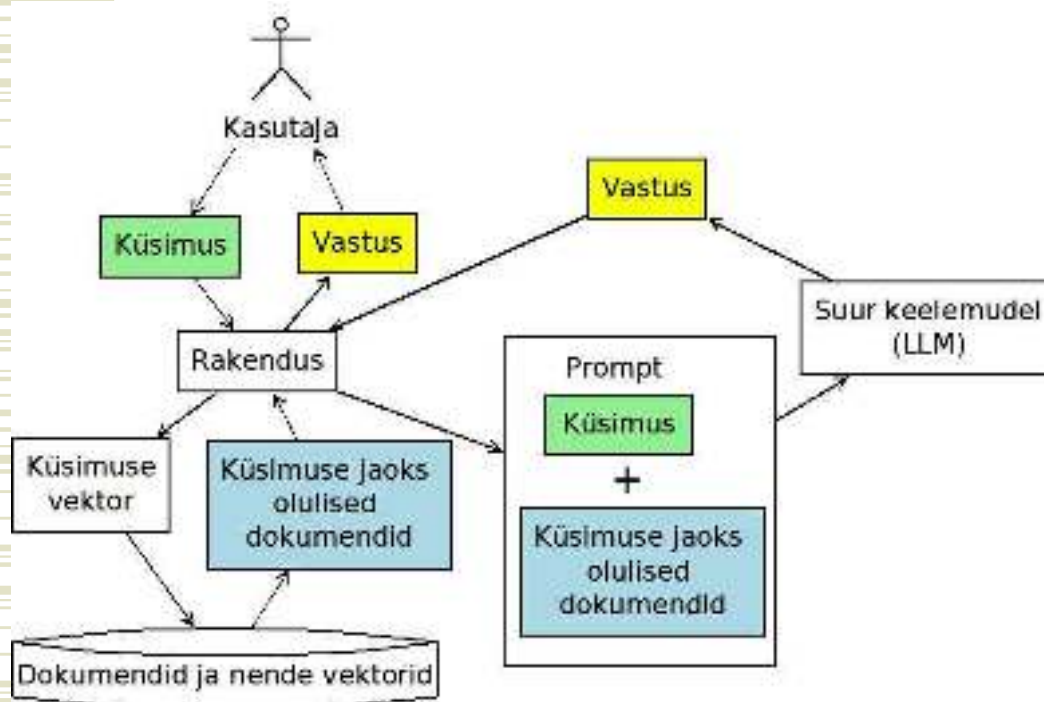 Kasutaja
Küsimus
Vastus
Vastus
Rakendus
Suur keelemudel
(LLM)
Küsimuse
vektor
Küsimuse jaoks
olulised
dokumendid
Prompt
Küsimus
+
Küsimuse jaoks
olulised
dokumendid
Dokumendid ja nende vektorid